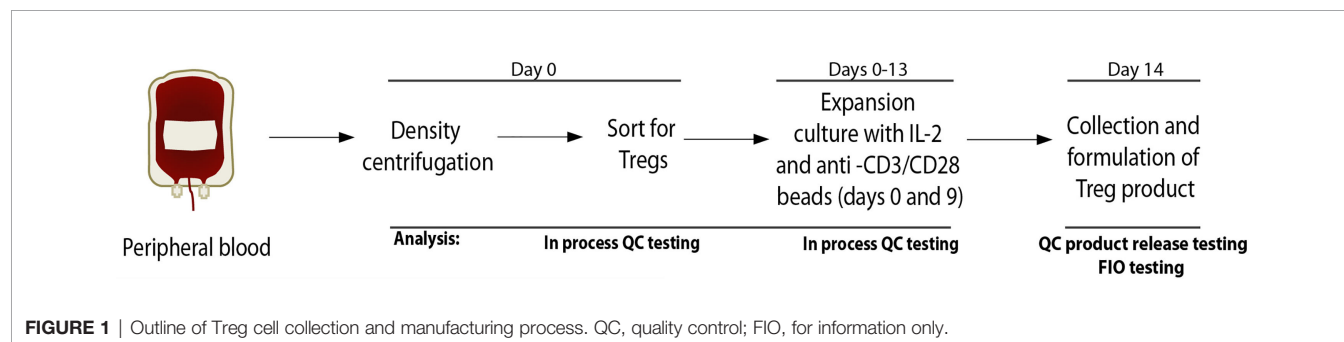 Day 0
Days 0-13
Day 14
Peripheral blood
Density
centrifugation
Sort for
Tregs
Expansion
culture with IL-2
and anti -CD3/CD28
beads (days 0 and 9)
Collection and
formulation of
Treg product
Analysis:
In process QC testing
In process QC testing
QC product release testing
FIO testing
FIGURE 1 | Outline of Treg cell collection and manufacturing process. QC, quality control; FIO, for information only.